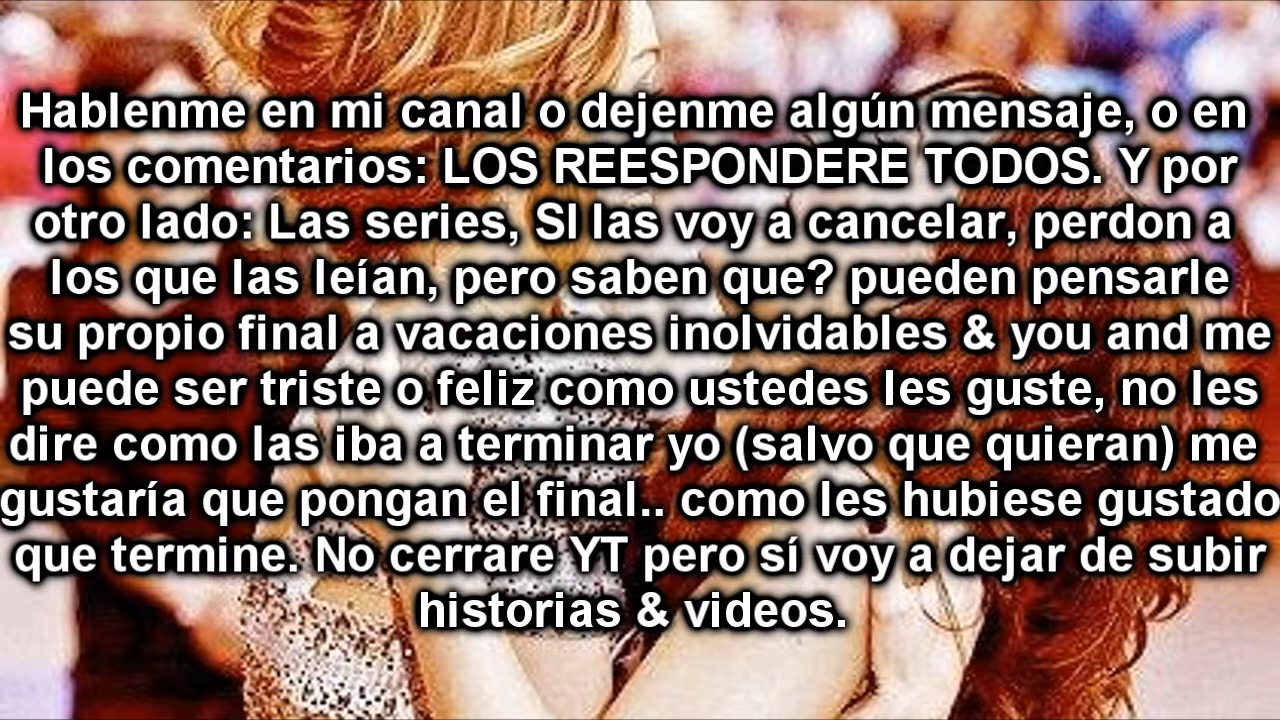 Hablenme en mi canal o dejenme algún mensaje, o en
los comentarios: LOS REESPONDERE TODOS. Y por
otro lado: Las series, SI las voy a cancelar, perdon a
los que las leían, pero saben que? pueden pensarle
su propio final a vacaciones inolvidables & you and me
puede ser triste o feliz como ustedes les guste, no les
dire como las iba a terminar yo (salvo que quieran) me
gustaría que pongan el final.. como les hubiese gustado
que termine. No cerrare YT pero sí voy a dejar de subir
historias & videos.